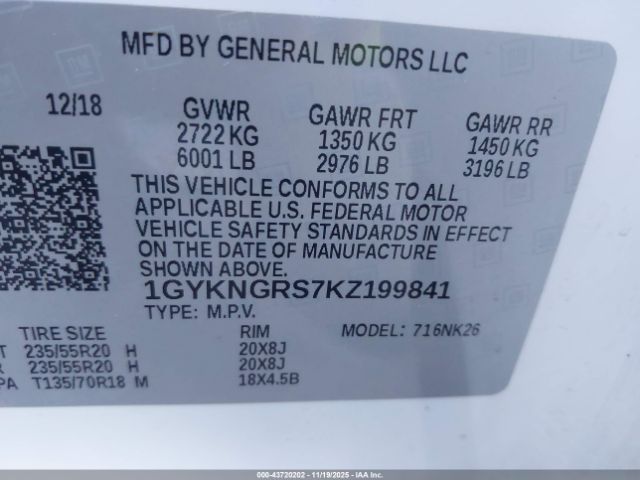 MFD BY GENERAL MOTORS LLC
12/18 GVWR GAWR FRT GAWR RR
2722 KG 1350 KG 1450 KG
6001 LB 2976 LB 3196 LB
THIS VEHICLE CONFORMS TO ALL
APPLICABLE U.S. FEDERAL MOTOR
VEHICLE SAFETY STANDARDS IN EFFECT
ON THE DATE OF MANUFACTURE
SHOWN ABOVE.
1GYKNGRS7KZ199841
TYPE: M.P.V. MODEL: 716NK26
TIRE SIZE RIM
T 235/55R20 H 20X8J
R 235/55R20 H 20X8J
PA T135/70R18 M 18X4.5B
000-43720202 - 11/19/2025 - IAAI.COM